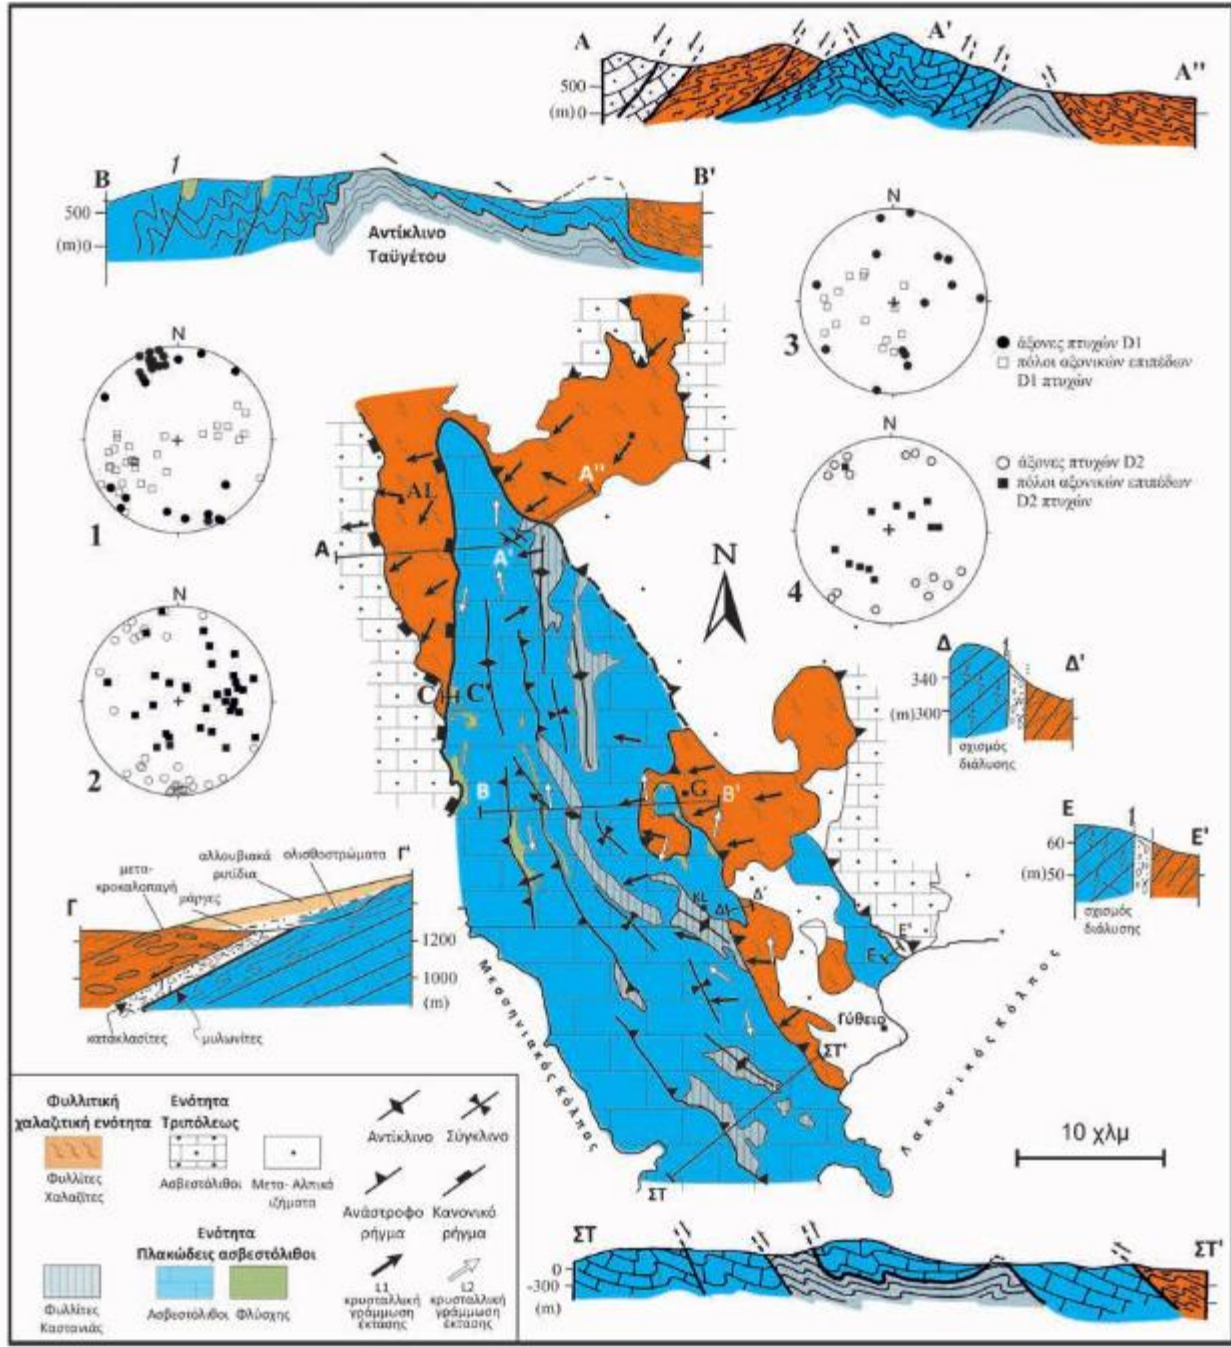 A
A'
A''
500
(m) 0
B
B'
500
(m)0
Αντίκλινο
Ταϋγέτου
N
3
άξονες πτυχών D1
πόλοι αξονικών επιπέδων
D1 πτυχών
N
1
N
4
άξονες πτυχών D2
πόλοι αξονικών επιπέδων
D2 πτυχών
A''
AL
A
A'
N
N
2
C
C'
Δ
Δ'
340
(m)300
σχισμός
διάλυσης
B
G
B'
E
E'
60
(m)50
σχισμός
διάλυσης
KL
Δ
Δ'
E'
E
Γύθειο
ΣΤ'
ΣΤ
Μεσσηνιακός Κόλπος
Λακωνικός Κόλπος
10 χλμ
Γ
Γ'
μετα-
κροκαλοπαγή
αλλουβιακά
ριπίδια
ολισθοστρώματα
μάργες
1200
1000
(m)
κατακλασίτες
μυλωνίτες
Φυλλιτική
χαλαζιτική ενότητα
Φυλλίτες
Χαλαζίτες
Ενότητα
Τριπόλεως
Ασβεστόλιθοι
Μετα- Αλπικά
ιζήματα
Ενότητα
Πλακώδεις ασβεστόλιθοι
Φυλλίτες
Καστανιάς
Ασβεστόλιθοι
Φλύσχης
Αντίκλινο
Σύγκλινο
Ανάστροφο
ρήγμα
Κανονικό
ρήγμα
L1
κρυσταλλική
γράμμωση
έκτασης
L2
κρυσταλλική
γράμμωση
έκτασης
ΣΤ
ΣΤ'
0
-300
(m)